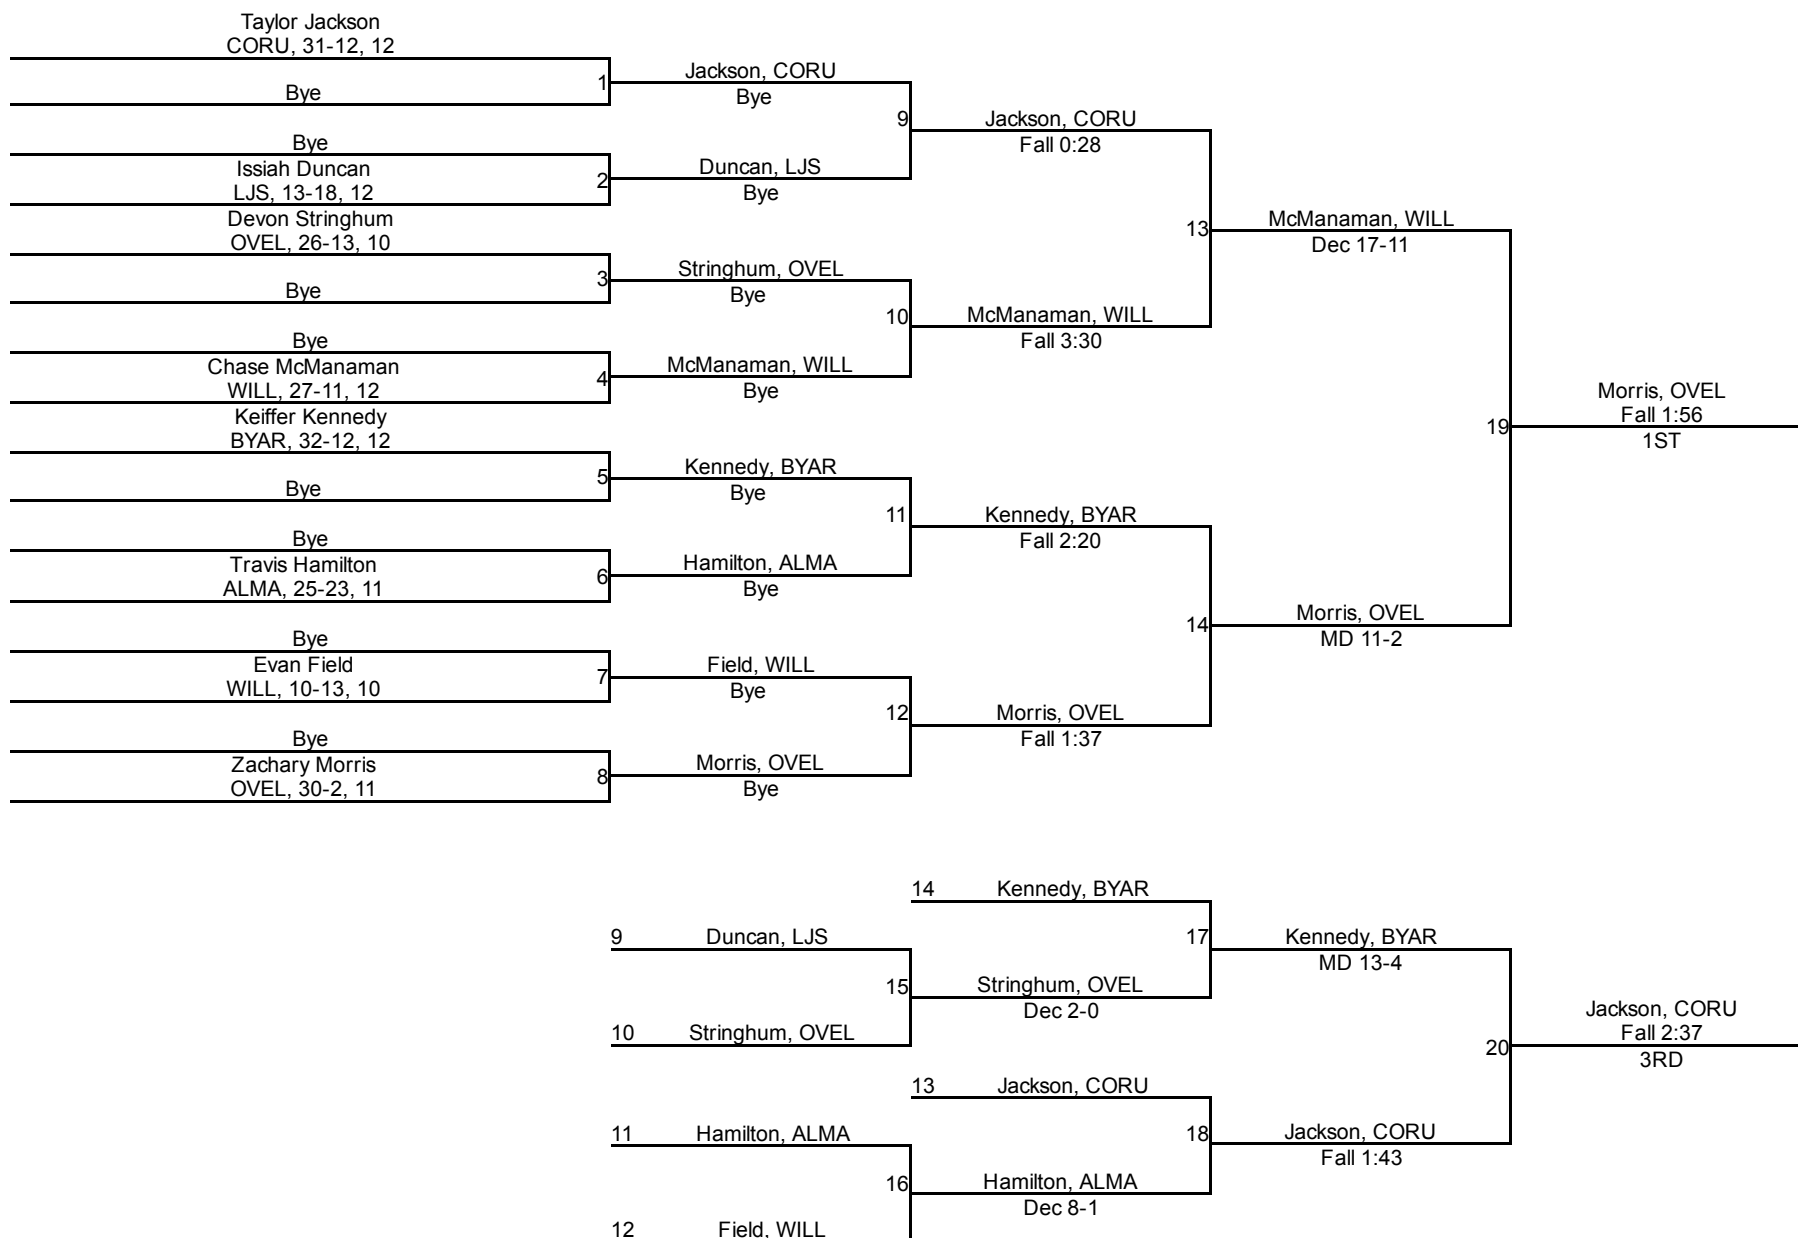 Taylor Jackson
CORU, 31-12, 12
Bye
1
Bye
Issiah Duncan
LJS, 13-18, 12
2
Devon Stringhum
OVEL, 26-13, 10
Bye
3
Bye
Chase McManaman
WILL, 27-11, 12
4
Keiffer Kennedy
BYAR, 32-12, 12
Bye
5
Bye
Travis Hamilton
ALMA, 25-23, 11
6
Bye
Evan Field
WILL, 10-13, 10
7
Bye
Zachary Morris
OVEL, 30-2, 11
8
Jackson, CORU
Bye
9
Duncan, LJS
Bye
Stringhum, OVEL
Bye
10
McManaman, WILL
Bye
Kennedy, BYAR
Bye
11
Hamilton, ALMA
Bye
Field, WILL
Bye
12
Morris, OVEL
Bye
Jackson, CORU
Fall 0:28
13
McManaman, WILL
Fall 3:30
Kennedy, BYAR
Fall 2:20
14
Morris, OVEL
Fall 1:37
McManaman, WILL
Dec 17-11
19
Morris, OVEL
MD 11-2
Morris, OVEL
Fall 1:56
1ST
14 Kennedy, BYAR
9 Duncan, LJS
17
15
Stringhum, OVEL
Dec 2-0
10 Stringhum, OVEL
Kennedy, BYAR
MD 13-4
13 Jackson, CORU
11 Hamilton, ALMA
18
16
Hamilton, ALMA
Dec 8-1
12 Field, WILL
Jackson, CORU
Fall 1:43
20
Jackson, CORU
Fall 2:37
3RD